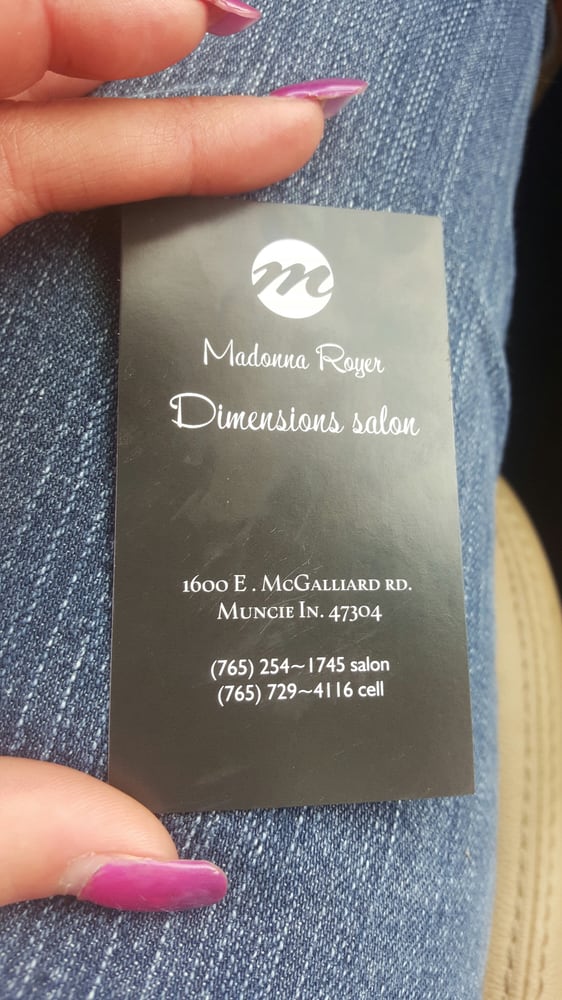 m
Madonna Royer
Dimensions salon
1600 E . McGalliard rd.
Muncie In. 47304
(765) 254~1745 salon
(765) 729~4116 cell